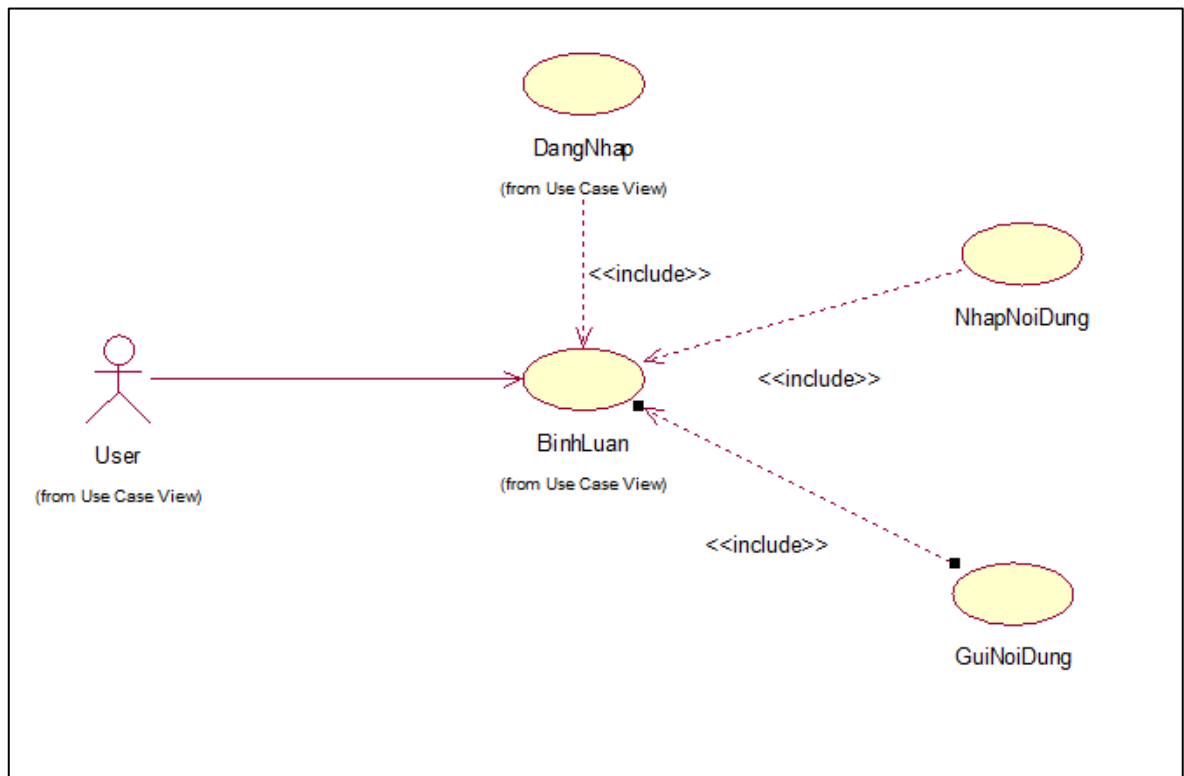 DangNhap
(from Use Case View)
<<include>>
NhapNoiDung
<<include>>
User
(from Use Case View)
BinhLuan
(from Use Case View)
<<include>>
GuiNoiDung